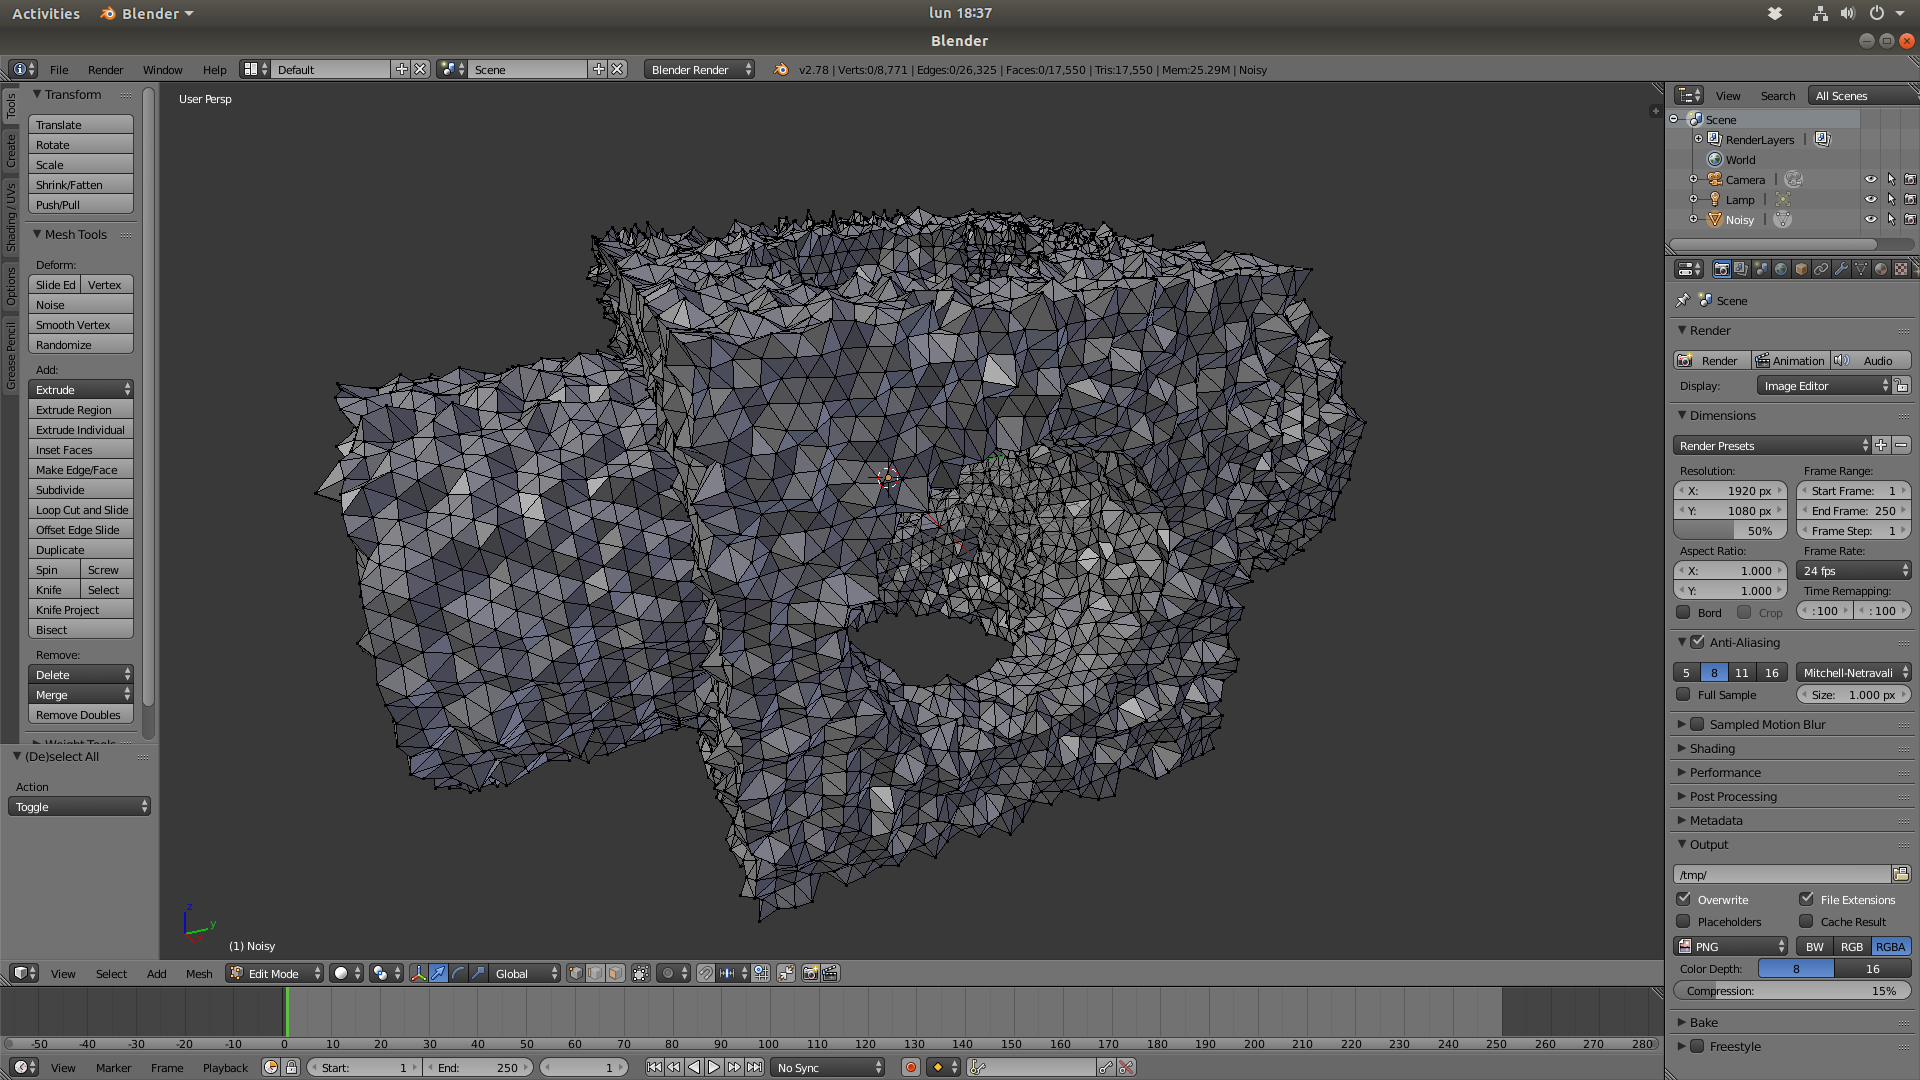 Activities Blender lun 18:37
Blender
File Render Window Help Default Scene Blender Render v2.78 | Verts:0/8,771 | Edges:0/26,325 | Faces:0/17,550 | Tris:17,550 | Mem:25.29M | Noisy
Tools
Create
Shading / UVs
Options
Grease Pencil
Transform
Translate
Rotate
Scale
Shrink/Fatten
Push/Pull
Mesh Tools
Deform:
Slide Ed Vertex
Noise
Smooth Vertex
Randomize
Add:
Extrude
Extrude Region
Extrude Individual
Inset Faces
Make Edge/Face
Subdivide
Loop Cut and Slide
Offset Edge Slide
Duplicate
Spin Screw
Knife Select
Knife Project
Bisect
Remove:
Delete
Merge
Remove Doubles
Weight Tools
(De)select All
Action
Toggle
User Persp
z
y
(1) Noisy
View Select Add Mesh Edit Mode Global
-50 -40 -30 -20 -10 0 10 20 30 40 50 60 70 80 90 100 110 120 130 140 150 160 170 180 190 200 210 220 230 240 250 260 270 280
View Marker Frame Playback Start: 1 End: 250 1 No Sync
View Search All Scenes
Scene
RenderLayers
World
Camera
Lamp
Noisy
Scene
Render
Render Animation Audio
Display: Image Editor
Dimensions
Render Presets
Resolution: Frame Range:
X: 1920 px Start Frame: 1
Y: 1080 px End Frame: 250
50% Frame Step: 1
Aspect Ratio: Frame Rate:
X: 1.000 24 fps
Y: 1.000 Time Remapping:
Bord Crop :100 :100
Anti-Aliasing
5 8 11 16 Mitchell-Netravali
Full Sample Size: 1.000 px
Sampled Motion Blur
Shading
Performance
Post Processing
Metadata
Output
/tmp/
Overwrite File Extensions
Placeholders Cache Result
PNG BW RGB RGBA
Color Depth: 8 16
Compression: 15%
Bake
Freestyle